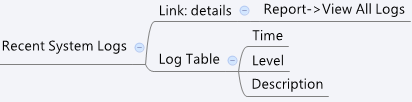 Link: details
Report->View All Logs
Recent System Logs
Time
Log Table
Level
Description